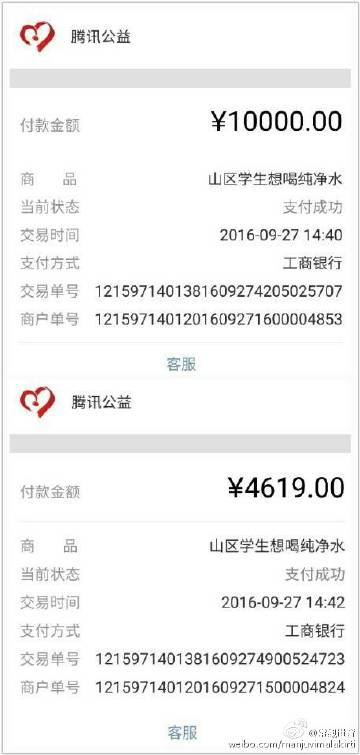 腾讯公益
付款金额 ¥10000.00
商 品 山区学生想喝纯净水
当前状态 支付成功
交易时间 2016-09-27 14:40
支付方式 工商银行
交易单号 1215971401381609274205025707
商户单号 1215971401201609271600004853
客服
腾讯公益
付款金额 ¥4619.00
商 品 山区学生想喝纯净水
当前状态 支付成功
交易时间 2016-09-27 14:42
支付方式 工商银行
交易单号 1215971401381609274900524723
商户单号 1215971401201609271500004824
客服
weibo.com/manjuvimalakirti